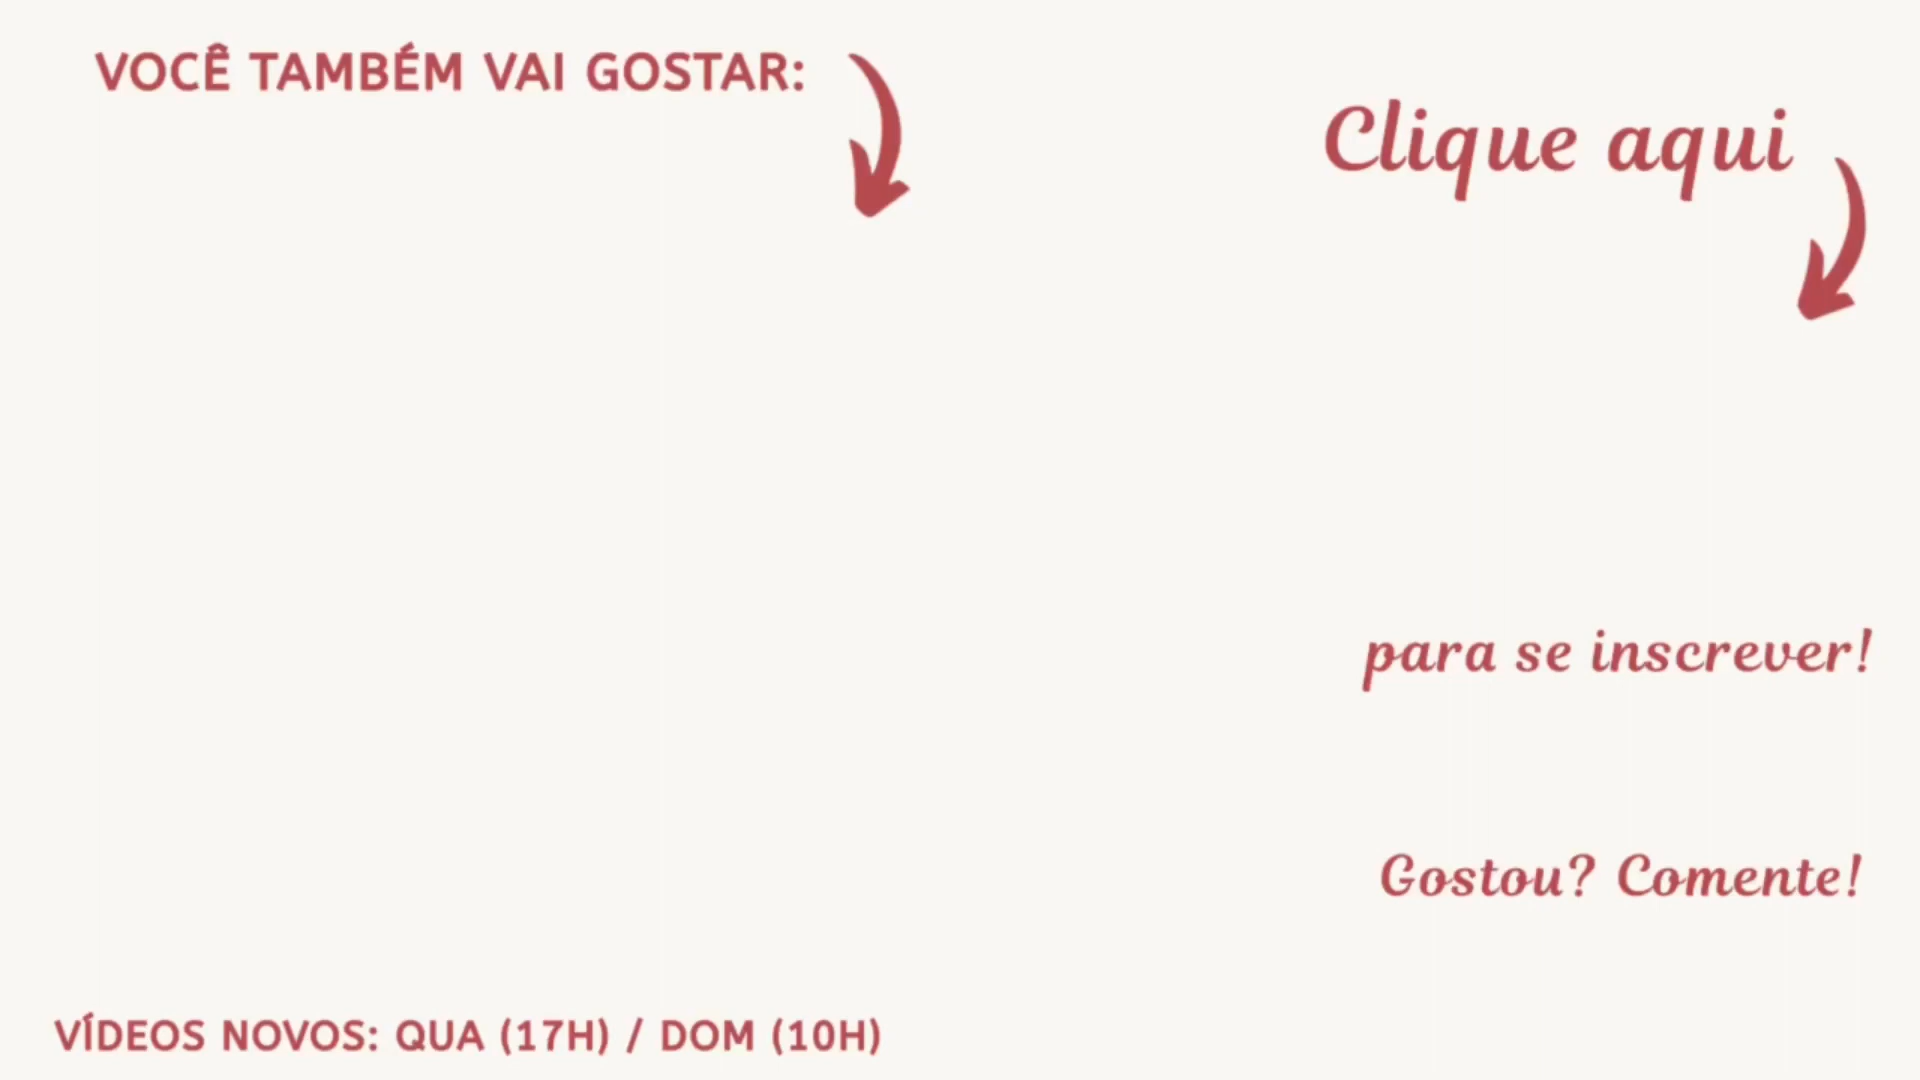 VOCÊ TAMBÉM VAI GOSTAR:
Clique aqui
para se inscrever!
Gostou? Comente!
VÍDEOS NOVOS: QUA (17H) / DOM (10H)